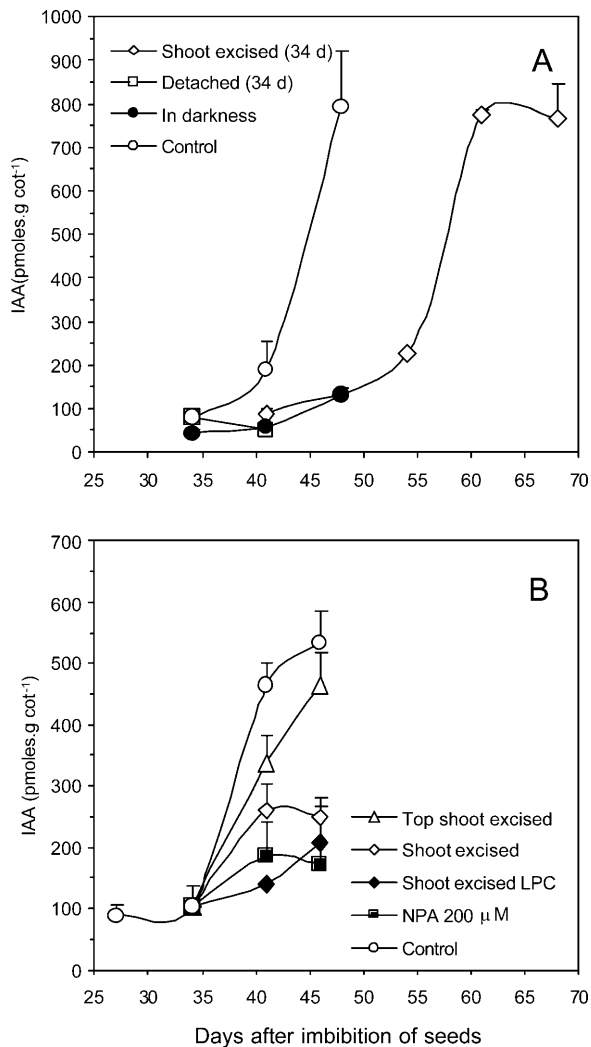 1000
900
800
700
600
500
400
300
200
100
0
IAA(pmoles.g cot-1)
Shoot excised (34 d)
Detached (34 d)
In darkness
Control
A
25 30 35 40 45 50 55 60 65 70
700
600
500
400
300
200
100
0
IAA (pmoles.g cot-1)
B
Top shoot excised
Shoot excised
Shoot excised LPC
NPA 200 μM
Control
25 30 35 40 45 50 55 60 65 70
Days after imbibition of seeds